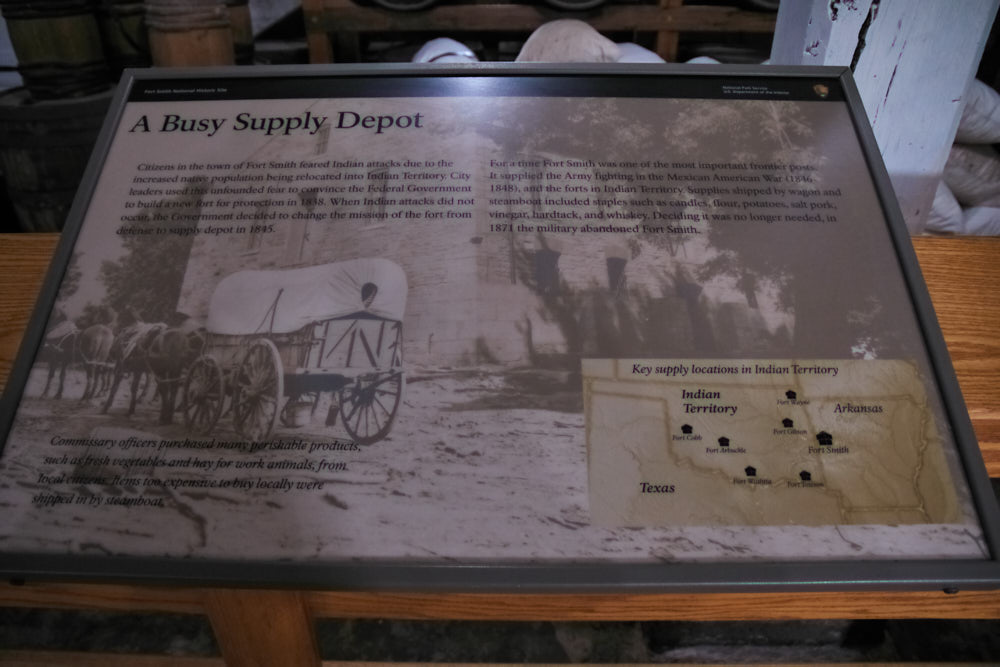 Fort Smith National Historic Site
National Park Service
U.S. Department of the Interior
A Busy Supply Depot
Citizens in the town of Fort Smith feared Indian attacks due to the
increased native population being relocated into Indian Territory. City
leaders used this unfounded fear to convince the Federal Government
to build a new fort for protection in 1838. When Indian attacks did not
occur, the Government decided to change the mission of the fort from
defense to supply depot in 1845.
For a time Fort Smith was one of the most important frontier posts.
It supplied the Army fighting in the Mexican American War (1846-
1848), and the forts in Indian Territory. Supplies shipped by wagon and
steamboat included staples such as candles, flour, potatoes, salt pork,
vinegar, hardtack, and whiskey. Deciding it was no longer needed, in
1871 the military abandoned Fort Smith.
Commissary officers purchased many perishable products,
such as fresh vegetables and hay for work animals, from
local citizens. Items too expensive to buy locally were
shipped in by steamboat.
Key supply locations in Indian Territory
Indian
Territory
Fort Wayne
Arkansas
Fort Cobb
Fort Gibson
Fort Arbuckle
Fort Smith
Fort Washita
Fort Towson
Texas